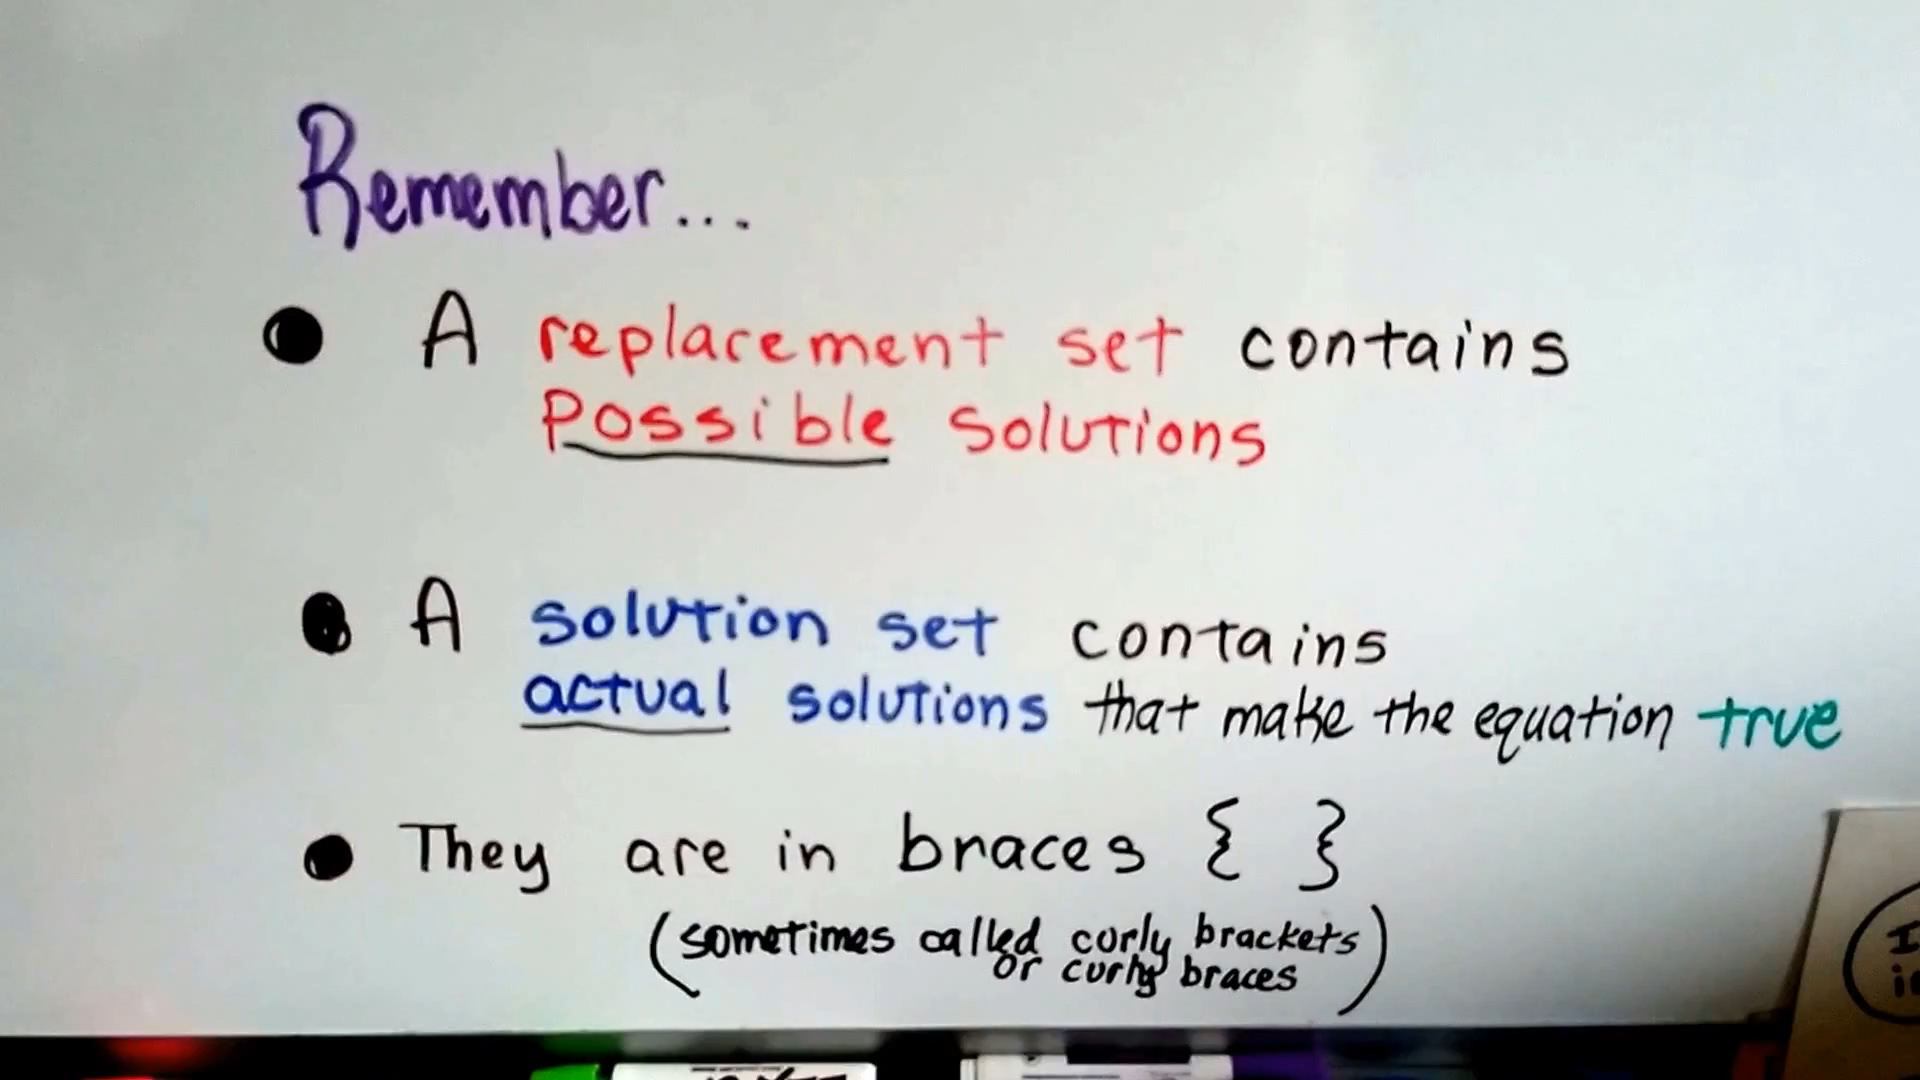 Remember...
● A replacement set contains
possible solutions
● A solution set contains
actual solutions that make the equation true
● They are in braces { }
(sometimes called curly brackets
or curly braces)